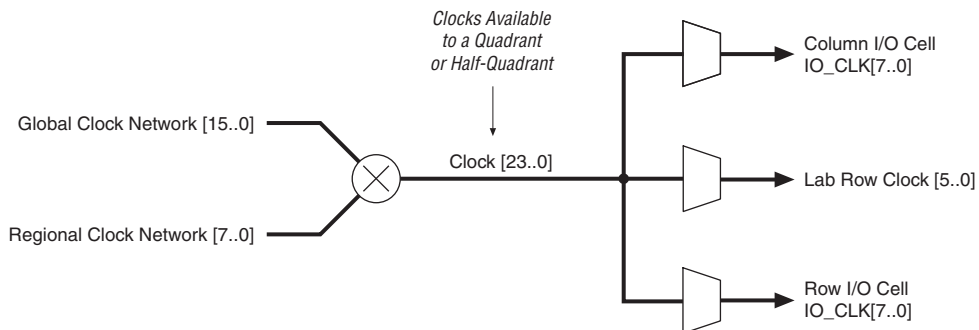 Clocks Available
to a Quadrant
or Half-Quadrant
Column I/O Cell
IO_CLK[7..0]
Global Clock Network [15..0]
Clock [23..0]
Lab Row Clock [5..0]
Regional Clock Network [7..0]
Row I/O Cell
IO_CLK[7..0]